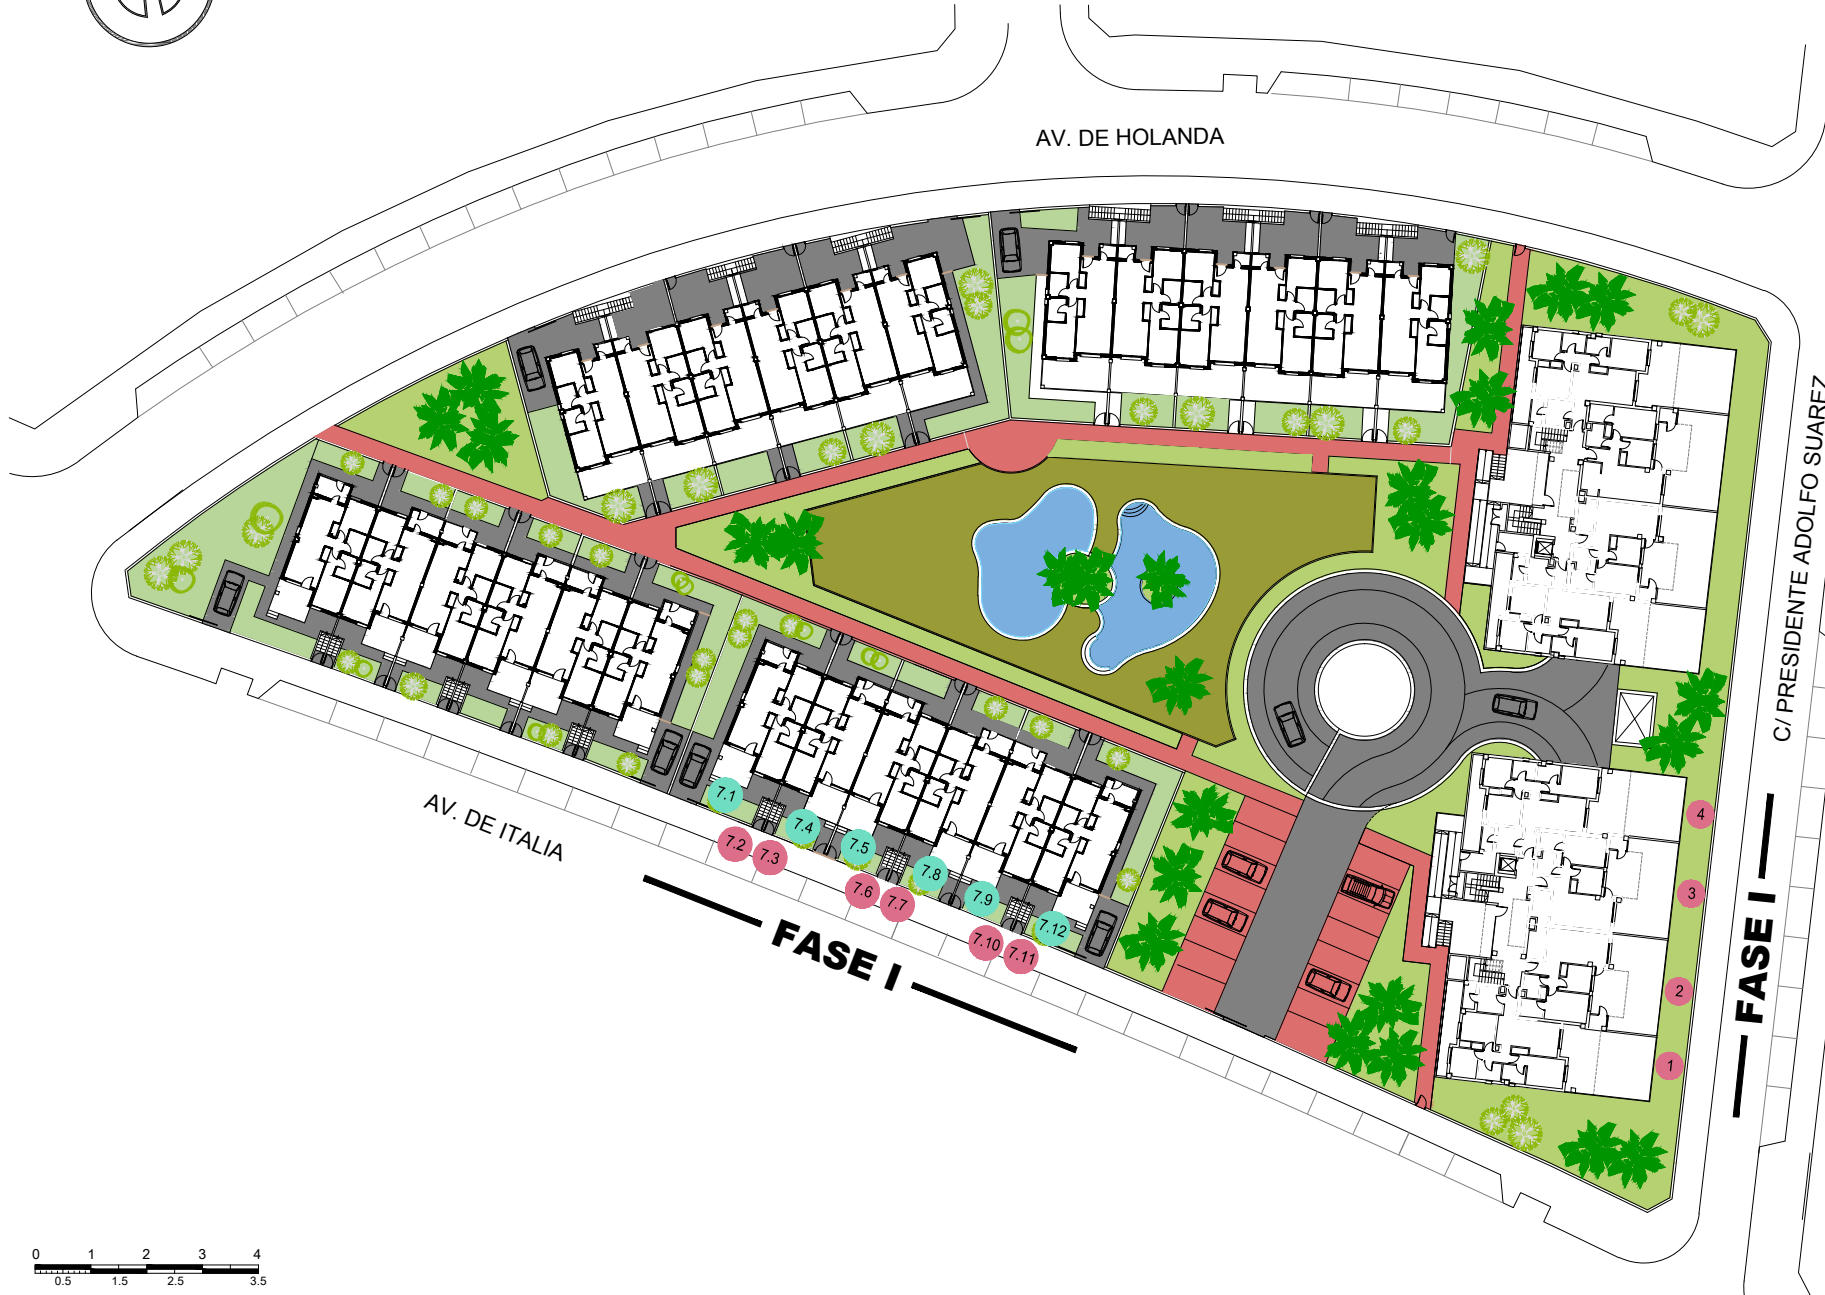 AV. DE HOLANDA
C/ PRESIDENTE ADOLFO SUAREZ
AV. DE ITALIA
7.1
7.4
7.5
7.8
7.9
7.12
7.2
7.3
7.6
7.7
7.10
7.11
FASE I
4
3
2
1
FASE I
0 1 2 3 4
0.5 1.5 2.5 3.5